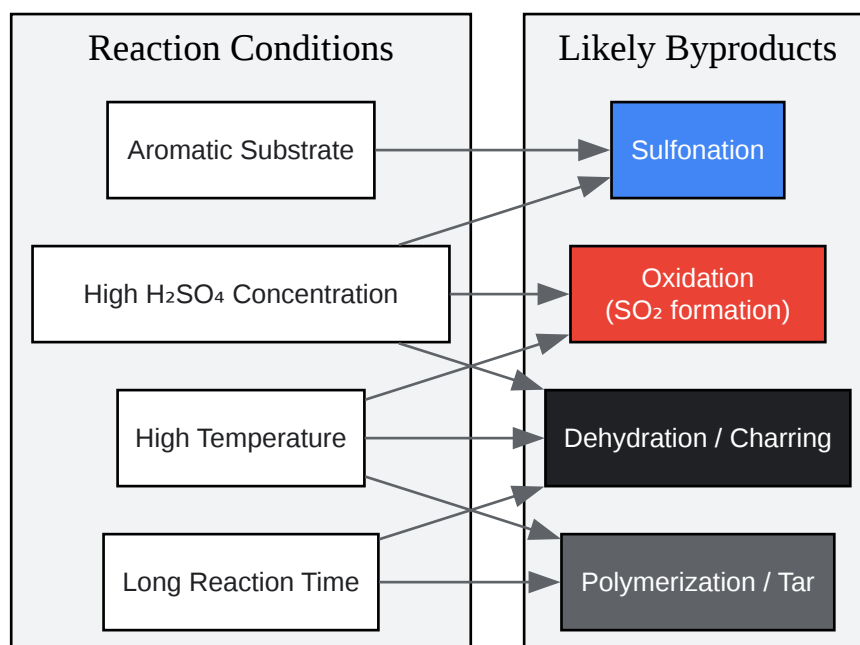 Reaction Conditions
Likely Byproducts
Aromatic Substrate
Sulfonation
High H₂SO₄ Concentration
Oxidation
(SO₂ formation)
High Temperature
Dehydration / Charring
Long Reaction Time
Polymerization / Tar